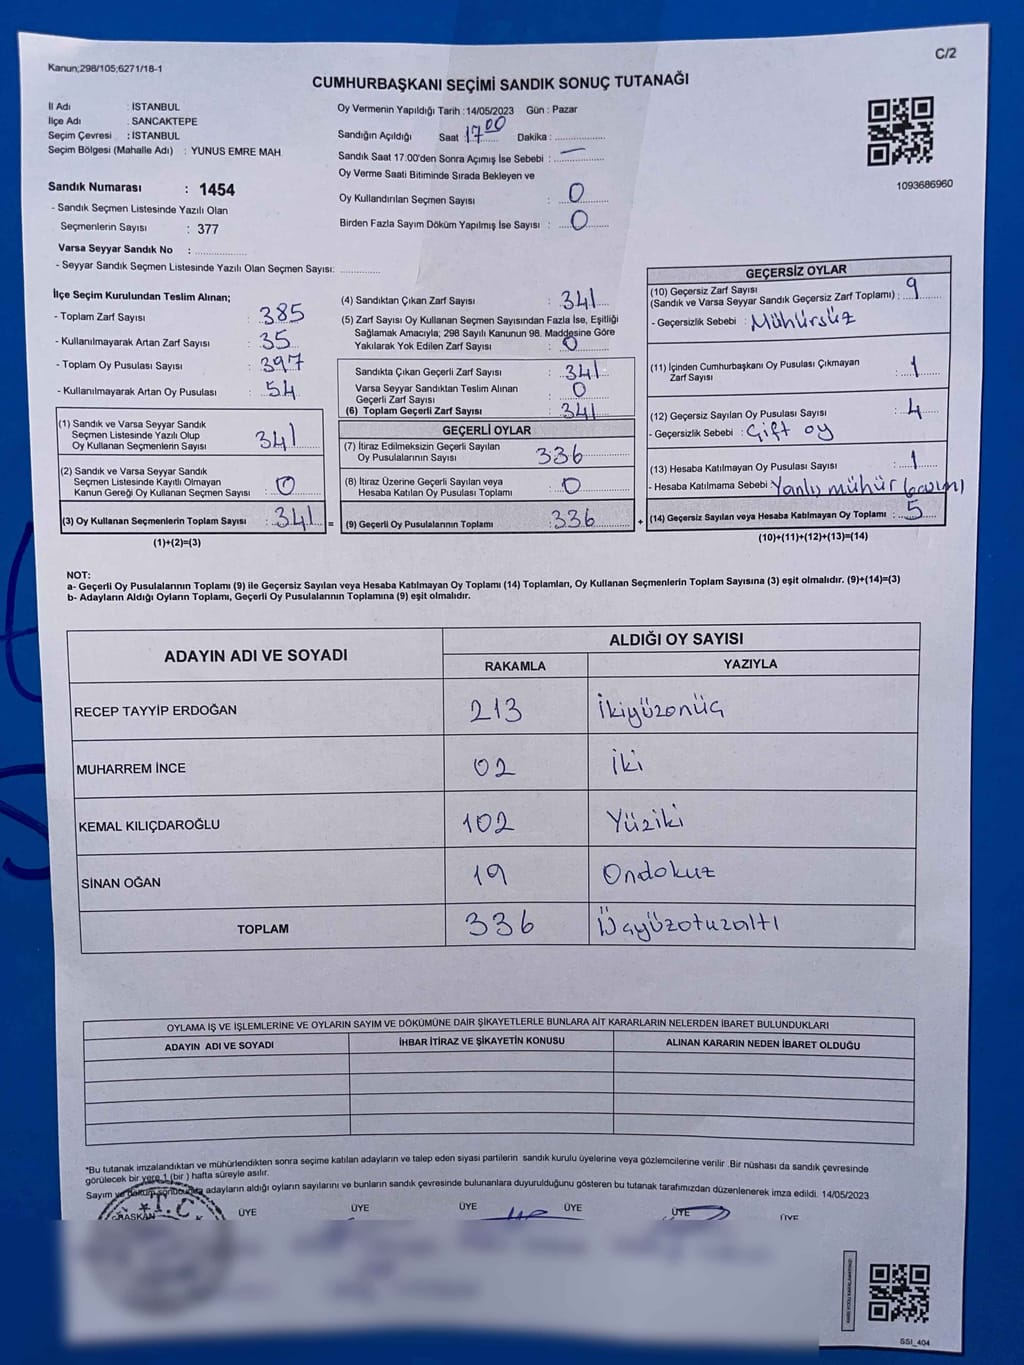 C/2
Kanun;298/105;6271/18-1
CUMHURBAŞKANI SEÇİMİ SANDIK SONUÇ TUTANAĞI
İl Adı : İSTANBUL
İlçe Adı : SANCAKTEPE
Seçim Çevresi : İSTANBUL
Seçim Bölgesi (Mahalle Adı) : YUNUS EMRE MAH.
Oy Vermenin Yapıldığı Tarih : 14/05/2023 Gün : Pazar
Sandığın Açıldığı Saat 17.00 Dakika :
Sandık Saat 17:00'den Sonra Açımış İse Sebebi : —
Oy Verme Saati Bitiminde Sırada Bekleyen ve
Oy Kullandırılan Seçmen Sayısı : 0
Birden Fazla Sayım Döküm Yapılmış İse Sayısı : 0
1093686960
Sandık Numarası : 1454
- Sandık Seçmen Listesinde Yazılı Olan
Seçmenlerin Sayısı : 377
Varsa Seyyar Sandık No :
- Seyyar Sandık Seçmen Listesinde Yazılı Olan Seçmen Sayısı:
İlçe Seçim Kurulundan Teslim Alınan;
- Toplam Zarf Sayısı : 385
- Kullanılmayarak Artan Zarf Sayısı : 35
- Toplam Oy Pusulası Sayısı : 397
- Kullanılmayarak Artan Oy Pusulası : 54
(1) Sandık ve Varsa Seyyar Sandık
Seçmen Listesinde Yazılı Olup
Oy Kullanan Seçmenlerin Sayısı : 341
(2) Sandık ve Varsa Seyyar Sandık
Seçmen Listesinde Kayıtlı Olmayan
Kanun Gereği Oy Kullanan Seçmen Sayısı : 0
(3) Oy Kullanan Seçmenlerin Toplam Sayısı : 341 =
(1)+(2)=(3)
(4) Sandıktan Çıkan Zarf Sayısı : 341
(5) Zarf Sayısı Oy Kullanan Seçmen Sayısından Fazla İse, Eşitliği
Sağlamak Amacıyla; 298 Sayılı Kanunun 98. Maddesine Göre
Yakılarak Yok Edilen Zarf Sayısı : 0
Sandıkta Çıkan Geçerli Zarf Sayısı : 341
Varsa Seyyar Sandıktan Teslim Alınan
Geçerli Zarf Sayısı : 0
(6) Toplam Geçerli Zarf Sayısı : 341
GEÇERLİ OYLAR
(7) İtiraz Edilmeksizin Geçerli Sayılan
Oy Pusulalarının Sayısı : 336
(8) İtiraz Üzerine Geçerli Sayılan veya
Hesaba Katılan Oy Pusulası Toplamı : 0
(9) Geçerli Oy Pusulalarının Toplamı : 336 +
GEÇERSİZ OYLAR
(10) Geçersiz Zarf Sayısı
(Sandık ve Varsa Seyyar Sandık Geçersiz Zarf Toplamı) : 9
- Geçersizlik Sebebi : Mühürsüz
(11) İçinden Cumhurbaşkanı Oy Pusulası Çıkmayan
Zarf Sayısı : 1
(12) Geçersiz Sayılan Oy Pusulası Sayısı : 4
- Geçersizlik Sebebi : Çift oy
(13) Hesaba Katılmayan Oy Pusulası Sayısı : 1
- Hesaba Katılmama Sebebi : Yanlış mühür basımı
(14) Geçersiz Sayılan veya Hesaba Katılmayan Oy Toplamı : 5
(10)+(11)+(12)+(13)=(14)
NOT:
a- Geçerli Oy Pusulalarının Toplamı (9) ile Geçersiz Sayılan veya Hesaba Katılmayan Oy Toplamı (14) Toplamları, Oy Kullanan Seçmenlerin Toplam Sayısına (3) eşit olmalıdır. (9)+(14)=(3)
b- Adayların Aldığı Oyların Toplamı, Geçerli Oy Pusulalarının Toplamına (9) eşit olmalıdır.
ADAYIN ADI VE SOYADI ALDIĞI OY SAYISI
RAKAMLA YAZIYLA
RECEP TAYYİP ERDOĞAN 213 İkiyüzonüç
MUHARREM İNCE 02 İki
KEMAL KILIÇDAROĞLU 102 Yüziki
SİNAN OĞAN 19 Ondokuz
TOPLAM 336 Üçyüzotuzaltı
OYLAMA İŞ VE İŞLEMLERİNE VE OYLARIN SAYIM VE DÖKÜMÜNE DAİR ŞİKAYETLERLE BUNLARA AİT KARARLARIN NELERDEN İBARET BULUNDUKLARI
ADAYIN ADI VE SOYADI İHBAR İTİRAZ VE ŞİKAYETİN KONUSU ALINAN KARARIN NEDEN İBARET OLDUĞU
*Bu tutanak imzalandıktan ve mühürlendikten sonra seçime katılan adayların ve talep eden siyasi partilerin sandık kurulu üyelerine veya gözlemcilerine verilir .Bir nüshası da sandık çevresinde
görülecek bir yere 1 (bir ) hafta süreyle asılır.
Sayım ve döküm sonucunda adayların aldığı oyların sayılarını ve bunların sandık çevresinde bulunanlara duyurulduğunu gösteren bu tutanak tarafımızdan düzenlenerek imza edildi. 14/05/2023
T.C
BAŞKAN ÜYE ÜYE ÜYE ÜYE ÜYE ÜYE
SSİ_404